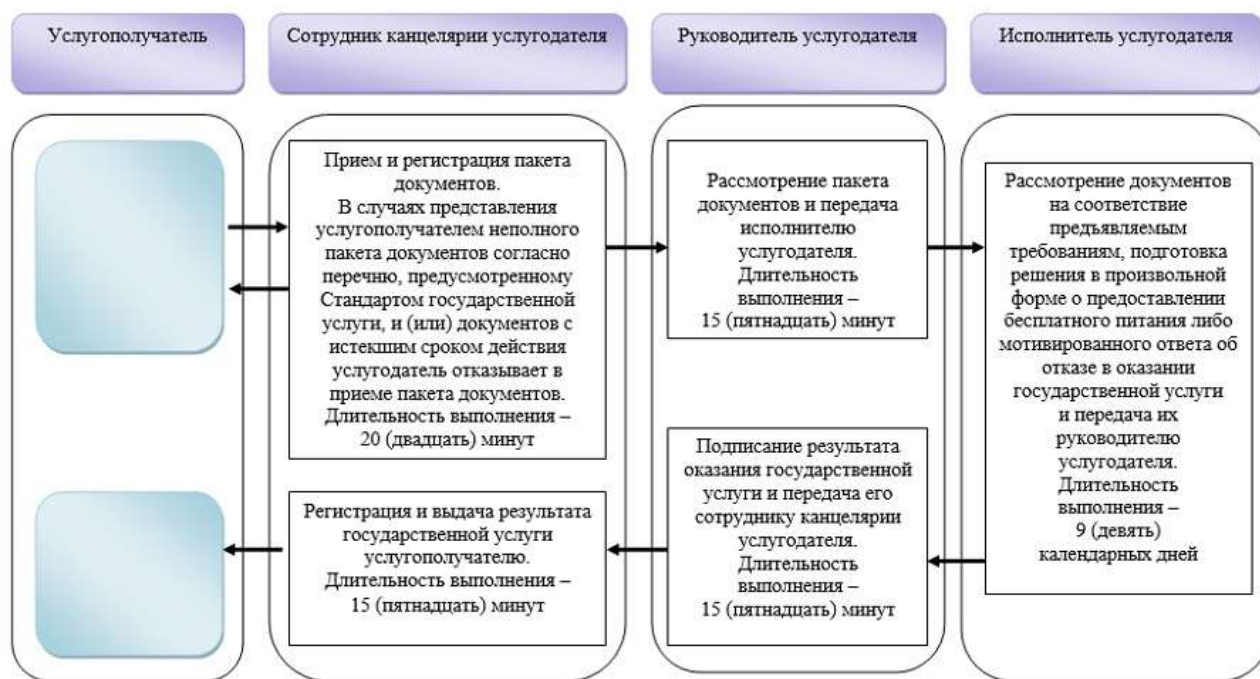 Услугополучатель
Сотрудник канцелярии услугодателя
Руководитель услугодателя
Исполнитель услугодателя
Прием и регистрация пакета
документов.
В случаях представления
услугополучателем неполного
пакета документов согласно
перечню, предусмотренному
Стандартом государственной
услуги, и (или) документов с
истекшим сроком действия
услугодатель отказывает в
приеме пакета документов.
Длительность выполнения –
20 (двадцать) минут
Рассмотрение пакета
документов и передача
исполнителю
услугодателя.
Длительность
выполнения –
15 (пятнадцать) минут
Рассмотрение документов
на соответствие
предъявляемым
требованиям, подготовка
решения в произвольной
форме о предоставлении
бесплатного питания либо
мотивированного ответа об
отказе в оказании
государственной услуги
и передача их
руководителю
услугодателя.
Длительность
выполнения –
9 (девять)
календарных дней
Подписание результата
оказания государственной
услуги и передача его
сотруднику канцелярии
услугодателя.
Длительность
выполнения –
15 (пятнадцать) минут
Регистрация и выдача результата
государственной услуги
услугополучателю.
Длительность выполнения –
15 (пятнадцать) минут